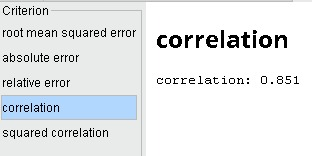 Criterion
root mean squared error
absolute error
relative error
correlation
squared correlation
correlation
correlation: 0.851